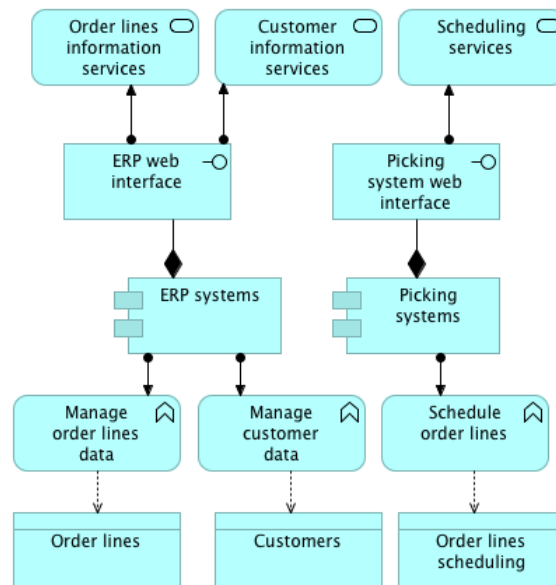 Order lines
information
services
Customer
information
services
Scheduling
services
ERP web
interface
Picking
system web
interface
ERP systems
Picking
systems
Manage
order lines
data
Manage
customer
data
Schedule
order lines
Order lines
Customers
Order lines
scheduling